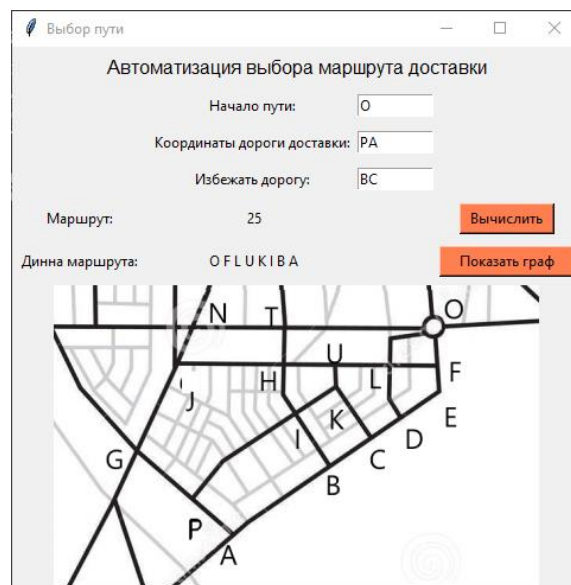 Выбор пути
Автоматизация выбора маршрута доставки
Начало пути: O
Координаты дороги доставки: PA
Избежать дорогу: BC
Маршрут: 25 Вычислить
Динна маршрута: O F L U K I B A Показать граф
N T O
U
J H L F
K E
I D
G C
B
P
A